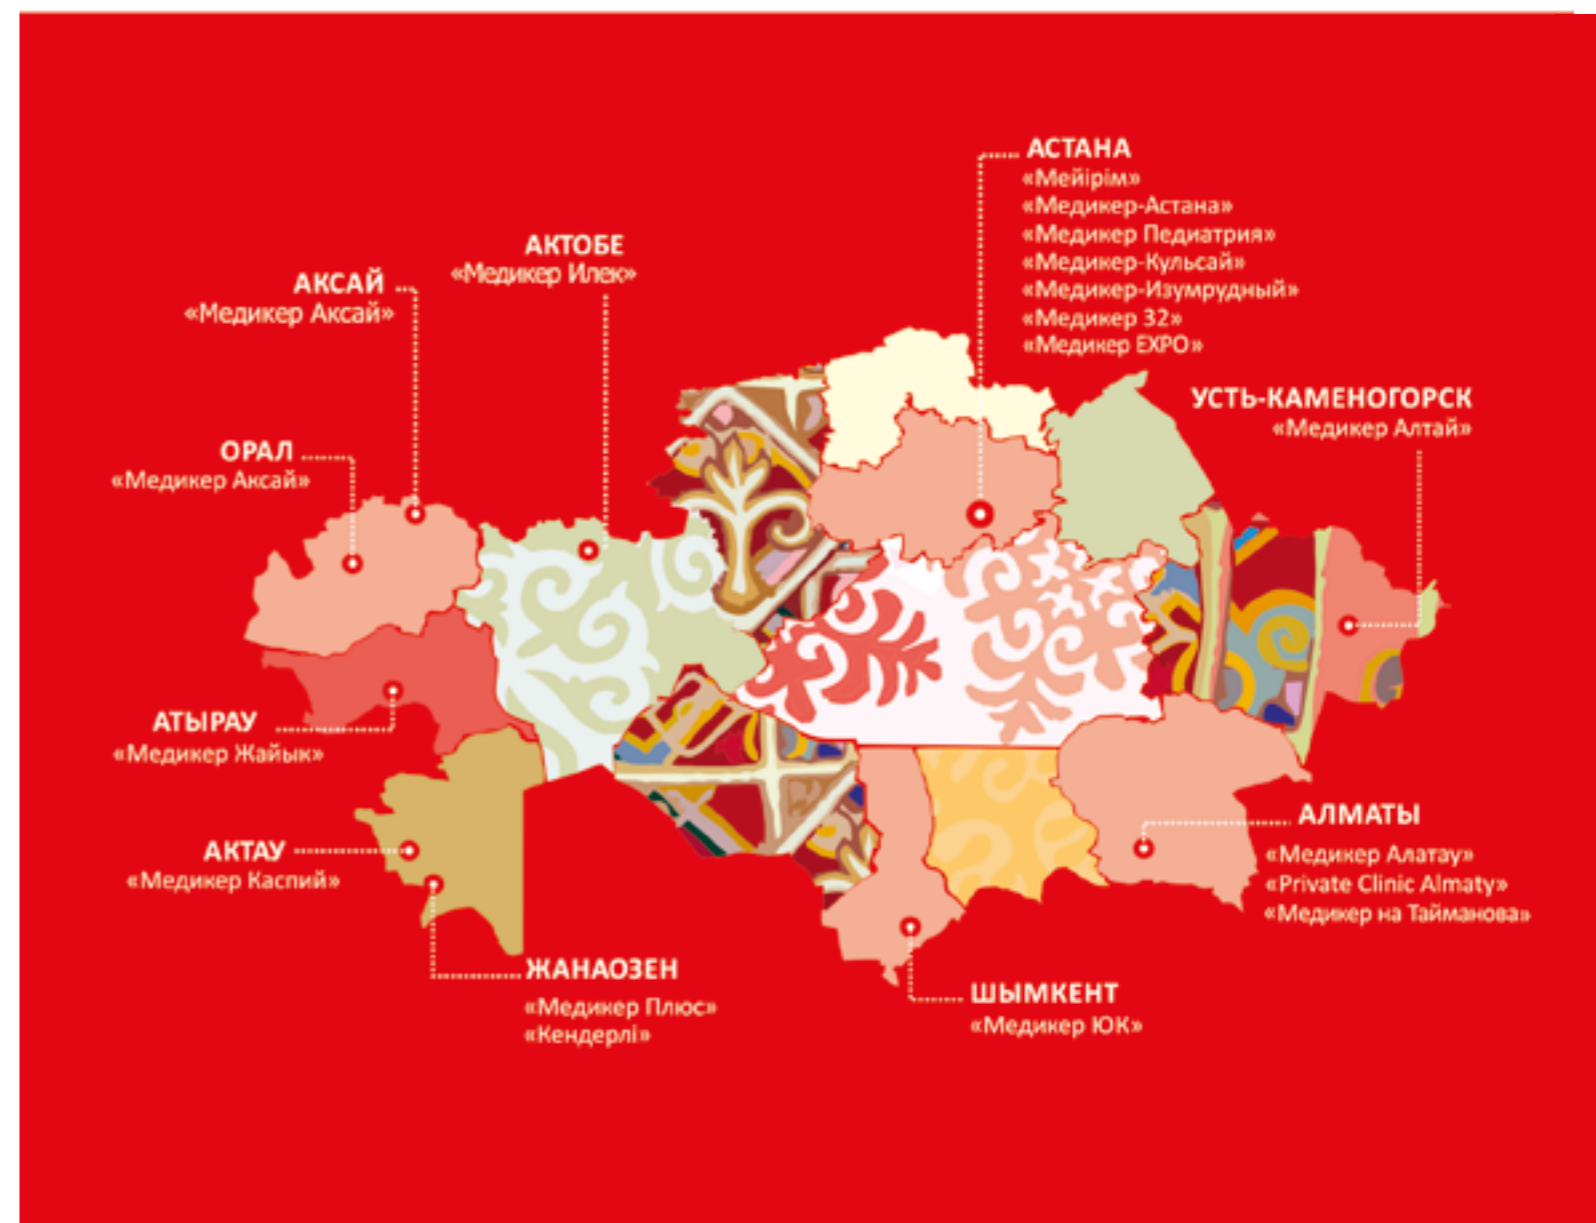 АСТАНА
«Мейірім»
«Медикер-Астана»
«Медикер Педиатрия»
«Медикер-Кульсай»
«Медикер-Изумрудный»
«Медикер 32»
«Медикер EXPO»
АКТОБЕ
«Медикер Илек»
АКСАЙ
«Медикер Аксай»
УСТЬ-КАМЕНОГОРСК
«Медикер Алтай»
ОРАЛ
«Медикер Аксай»
АТЫРАУ
«Медикер Жайык»
АКТАУ
«Медикер Каспий»
АЛМАТЫ
«Медикер Алатау»
«Private Clinic Almaty»
«Медикер на Тайманова»
ЖАНАОЗЕН
«Медикер Плюс»
«Кендерлі»
ШЫМКЕНТ
«Медикер ЮК»